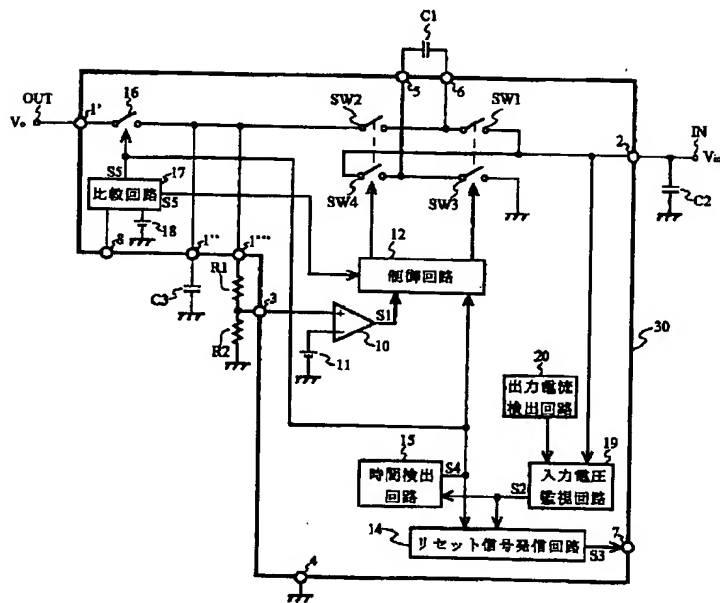 C1
OUT
Vo
1'
16
5
6
SW2
SW1
2
IN
Vin
S5
17
比較回路
S5
SW4
SW3
C2
18
8
1''
1'''
12
制御回路
C3
R1
3
R2
S1
10
11
30
20
出力電流
検出回路
15
時間検出
回路
S4
S2
19
入力電圧
監視回路
14
リセット信号発信回路
S3
7
4